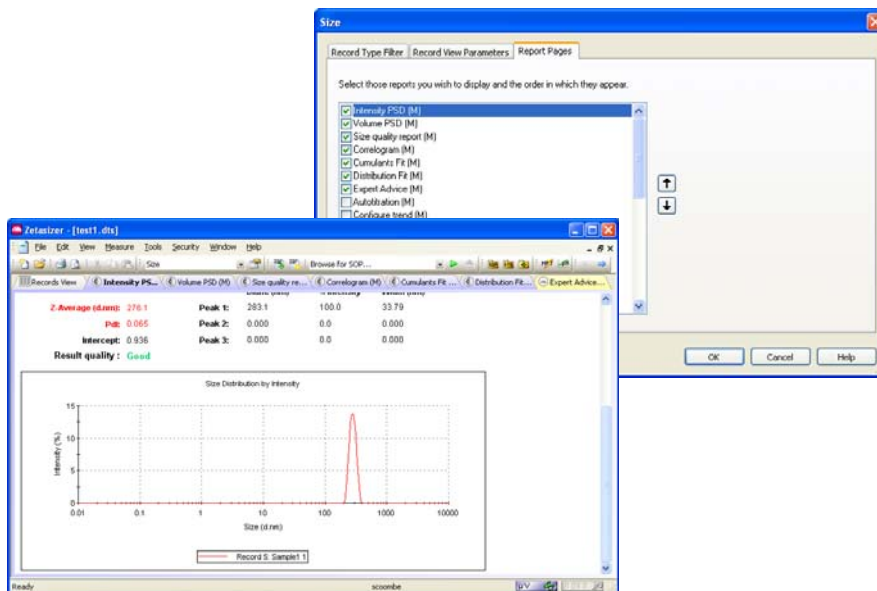 Size
Record Type Filter Record View Parameters Report Pages
Select those reports you wish to display and the order in which they appear.
Intensity PSD (M)
Volume PSD (M)
Size quality report (M)
Correlogram (M)
Cumulants Fit (M)
Distribution Fit (M)
Expert Advice (M)
Autotitration (M)
Configure trend (M)
OK Cancel Help
Zetasizer - [test1.dts]
File Edit View Measure Tools Security Window Help
Size Browse for SOP...
Records View Intensity PS... Volume PSD (M) Size quality re... Correlogram (M) Cumulants Fit ... Distribution Fit... Expert Advice...
Z-Average (d.nm): 276.1 Peak 1: 283.1 100.0 33.79
PdI: 0.065 Peak 2: 0.000 0.0 0.000
Intercept: 0.936 Peak 3: 0.000 0.0 0.000
Result quality : Good
Size Distribution by Intensity
15
10
5
0
Intensity (%)
0.01 0.1 1 10 100 1000 10000
Size (d.nm)
Record 5: Sample1 1
Ready scoombe